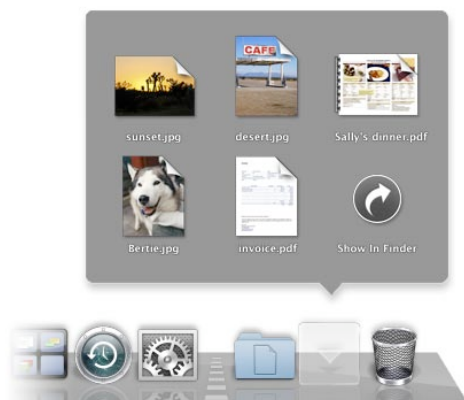 CAFE
sunset.jpg
desert.jpg
Sally's dinner.pdf
Bertie.jpg
invoice.pdf
Show In Finder